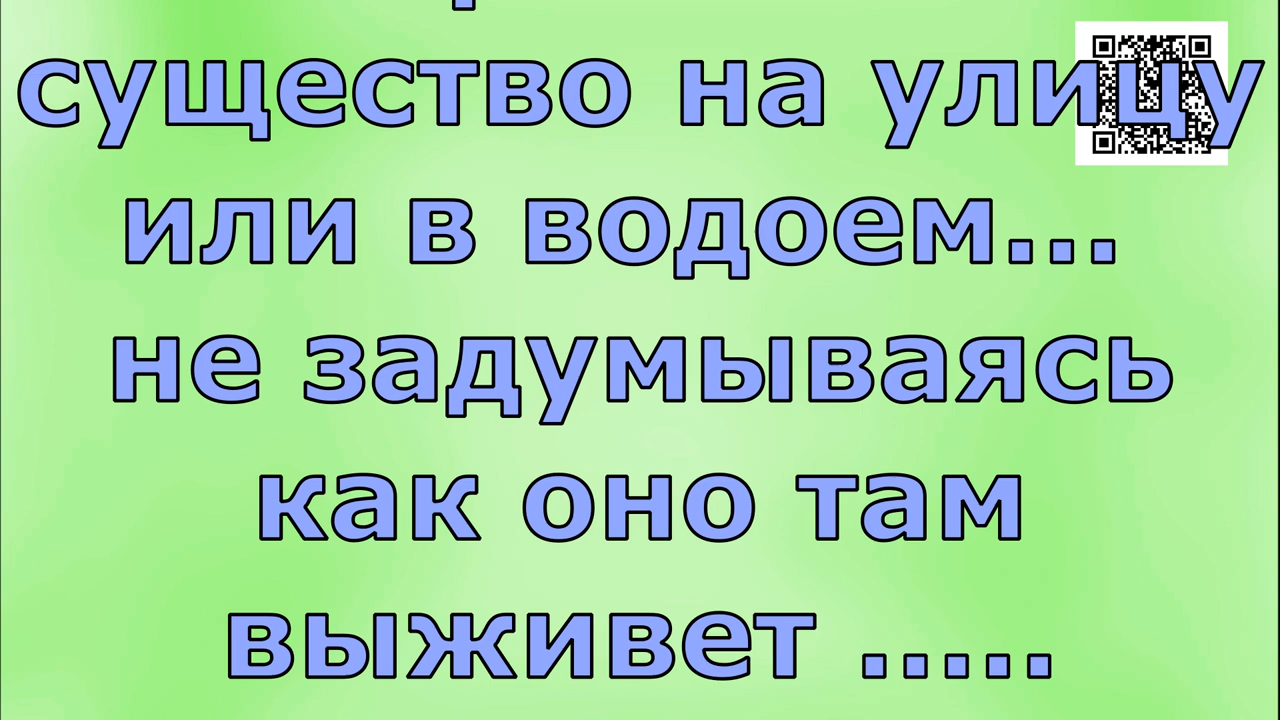 существо на улицу
или в водоем...
не задумываясь
как оно там
выживет .....